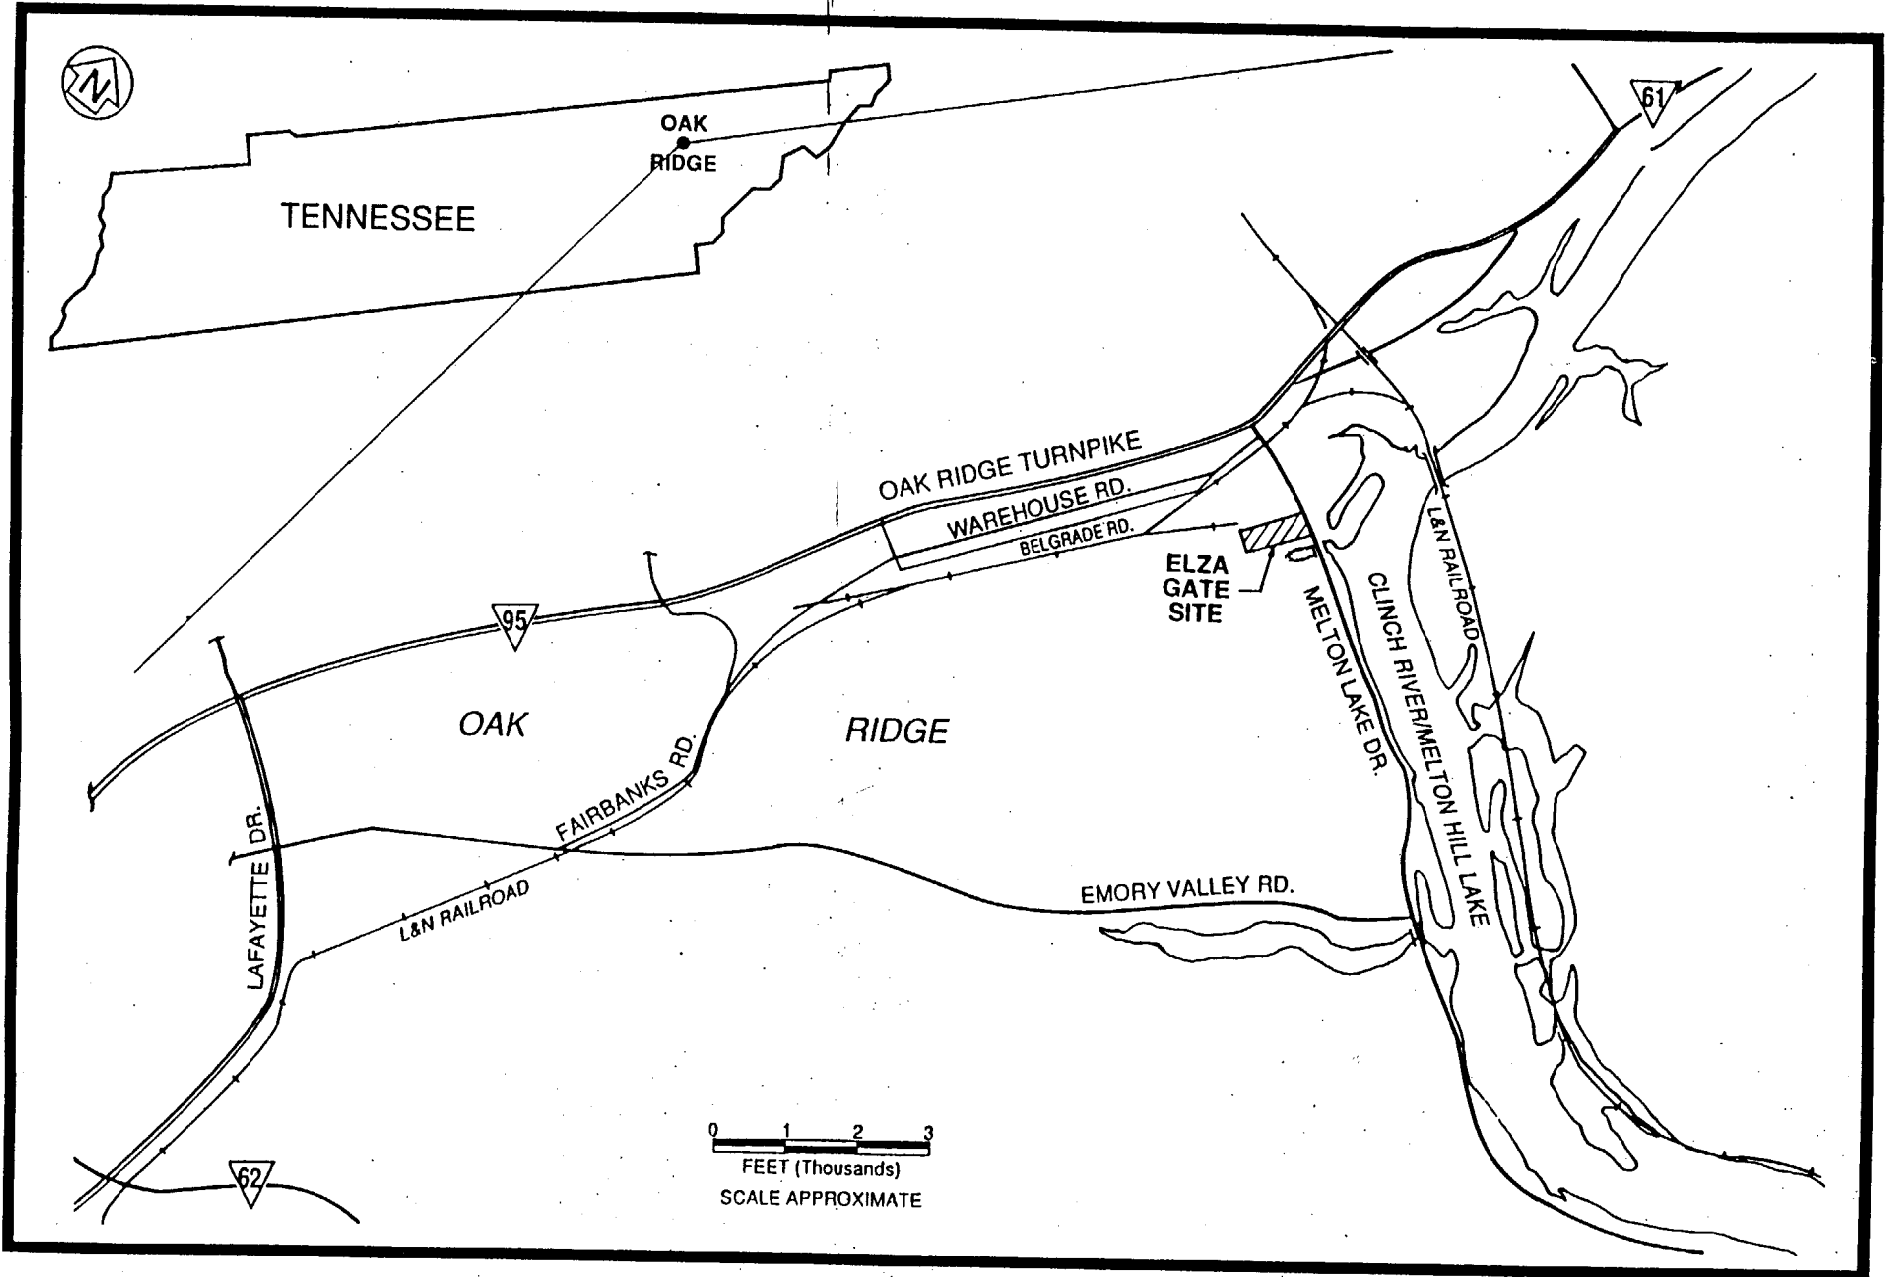 N
OAK
RIDGE
TENNESSEE
61
OAK RIDGE TURNPIKE
WAREHOUSE RD.
BELGRADE RD.
ELZA
GATE
SITE
L&N RAILROAD
CLINCH RIVER/MELTON HILL LAKE
MELTON LAKE DR.
95
OAK RIDGE
FAIRBANKS RD.
LAFAYETTE DR.
L&N RAILROAD
EMORY VALLEY RD.
62
0 1 2 3
FEET (Thousands)
SCALE APPROXIMATE